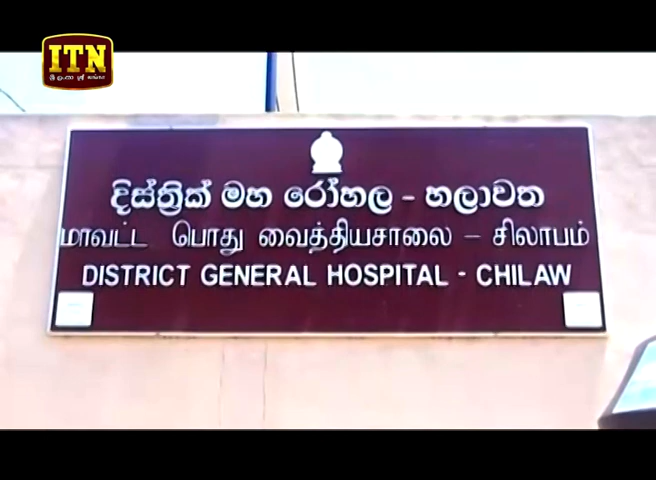 ITN
දිස්ත්‍රික් මහ රෝහල - හලාවත
மாவட்ட பொது வைத்தியசாலை - சிலாபம்
DISTRICT GENERAL HOSPITAL - CHILAW